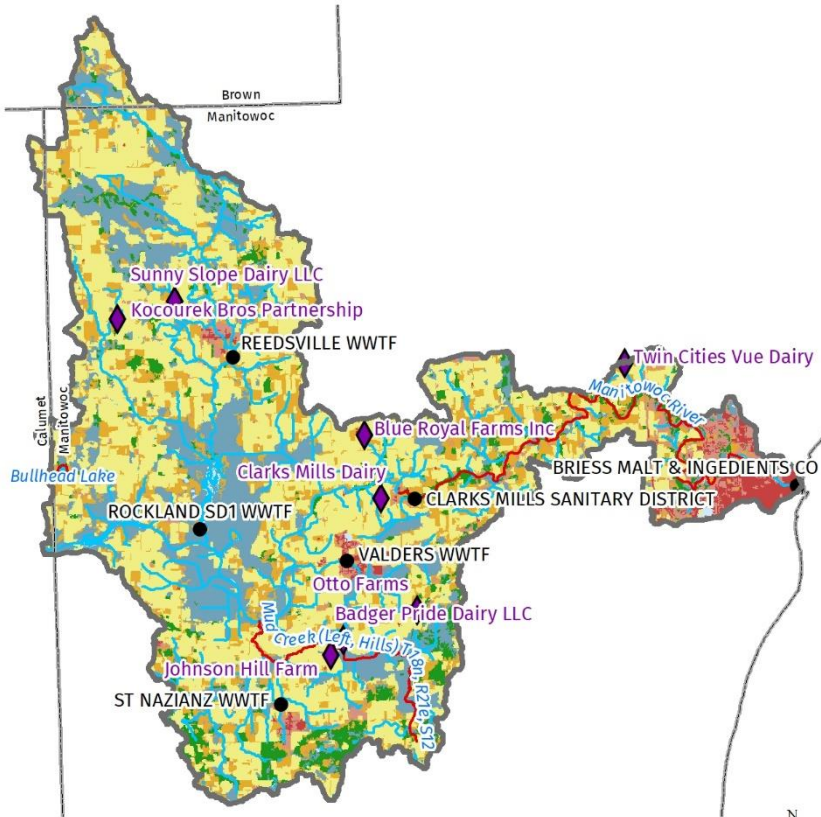 Brown
Manitowoc
Sunny Slope Dairy LLC
Kocourek Bros Partnership
REEDSVILLE WWTF
Twin Cities Vue Dairy
Manitowoc River
Calumet
Manitowoc
Blue Royal Farms Inc
Bullhead Lake
Clarks Mills Dairy
BRIESS MALT & INGEDIENTS CO
CLARKS MILLS SANITARY DISTRICT
ROCKLAND SD1 WWTF
VALDERS WWTF
Otto Farms
Badger Pride Dairy LLC
Mud Creek (Left, Hills) T18n, R21e, S12
Johnson Hill Farm
ST NAZIANZ WWTF
N